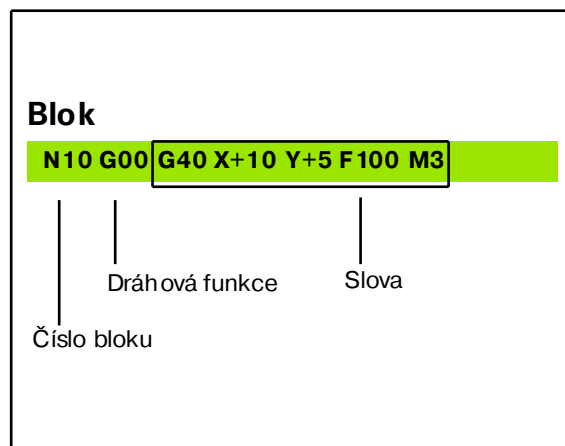 Blok
N10 G00 G40 X+10 Y+5 F100 M3
Dráhová funkce
Slova
Číslo bloku